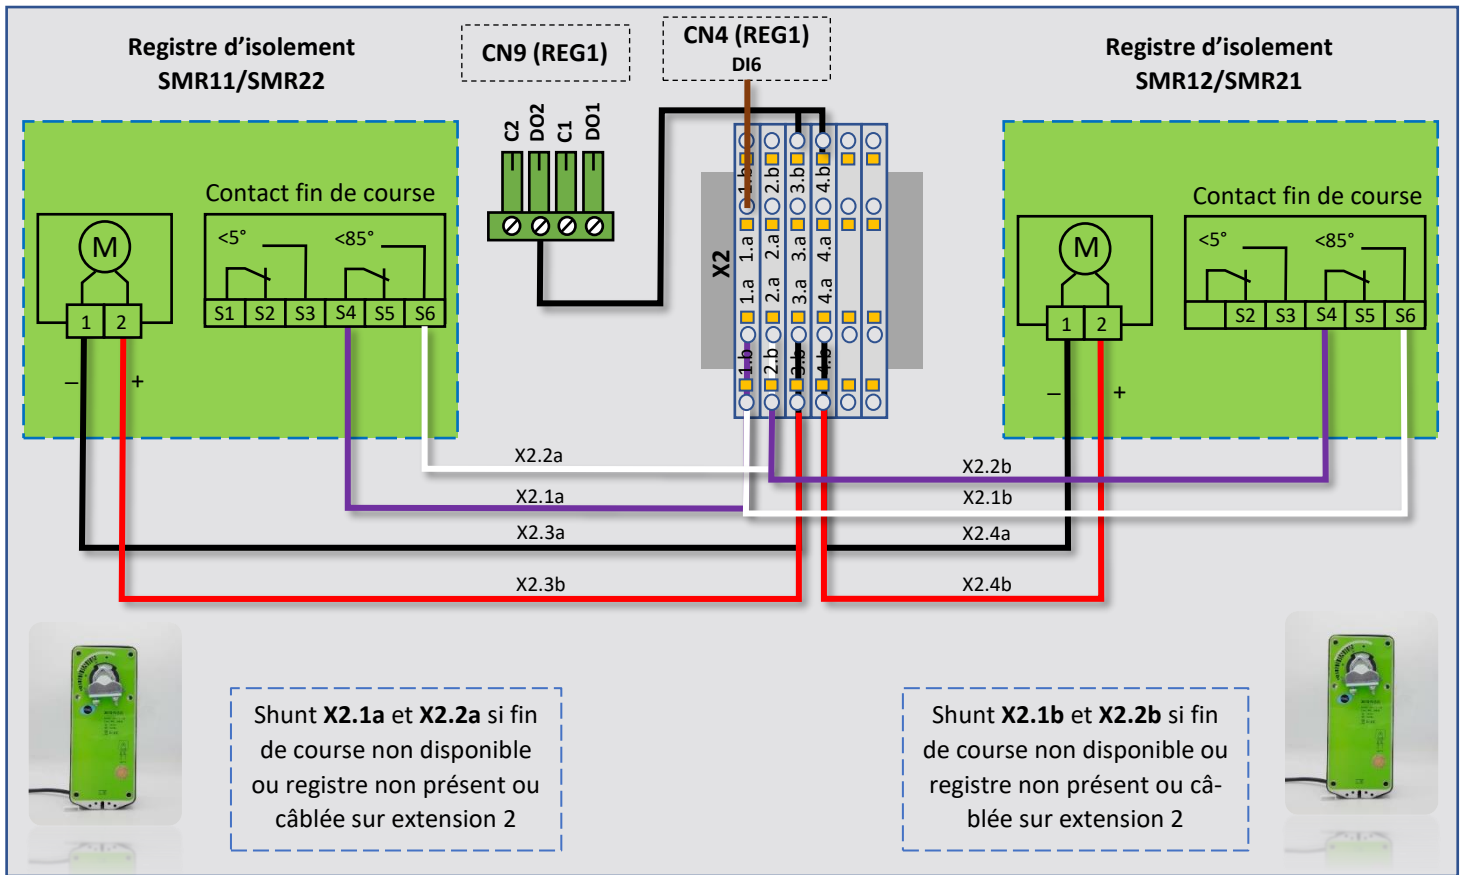 Registre d’isolement
SMR11/SMR22
CN9 (REG1)
CN4 (REG1)
DI6
Registre d’isolement
SMR12/SMR21
C2
DO2
C1
DO1
Contact fin de course
M
<5°
<85°
S1 S2 S3 S4 S5 S6
1 2
– +
X2
1.b 2.b 3.b 4.b
1.a 2.a 3.a 4.a
1.a 2.a 3.a 4.a
1.b 2.b 3.b 4.b
Contact fin de course
M
<5°
<85°
S2 S3 S4 S5 S6
1 2
– +
X2.2a
X2.2b
X2.1a
X2.1b
X2.3a
X2.4a
X2.3b
X2.4b
Shunt X2.1a et X2.2a si fin
de course non disponible
ou registre non présent ou
câblée sur extension 2
Shunt X2.1b et X2.2b si fin
de course non disponible ou
registre non présent ou câ-
blée sur extension 2